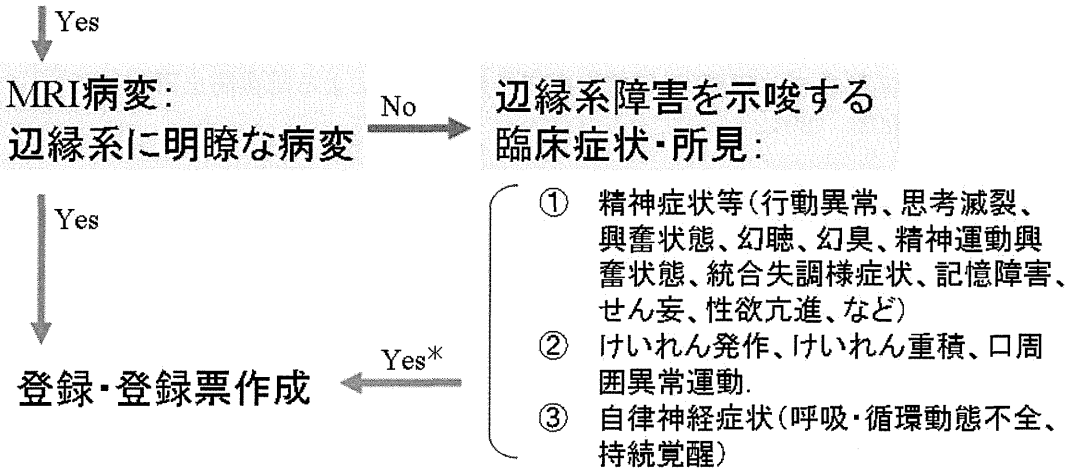 Yes
MRI病変:
辺縁系に明瞭な病変
No
辺縁系障害を示唆する
臨床症状・所見:
Yes
① 精神症状等(行動異常、思考滅裂、
興奮状態、幻聴、幻臭、精神運動興
奮状態、統合失調様症状、記憶障害、
せん妄、性欲亢進、など)
② けいれん発作、けいれん重積、口周
囲異常運動.
③ 自律神経症状(呼吸・循環動態不全、
持続覚醒)
Yes*
登録・登録票作成